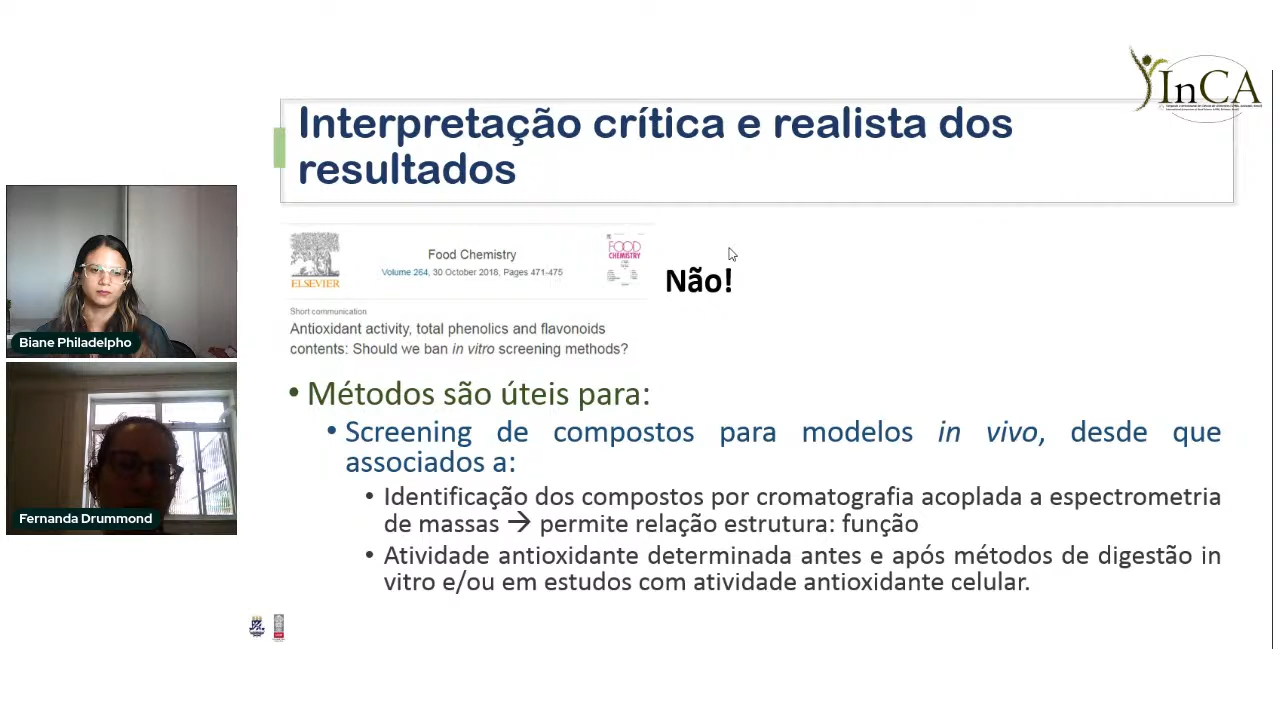 InCA
Interpretação crítica e realista dos
resultados
ELSEVIER
Food Chemistry
Volume 264, 30 October 2018, Pages 471-475
FOOD
CHEMISTRY
Não!
Short communication
Antioxidant activity, total phenolics and flavonoids
contents: Should we ban in vitro screening methods?
• Métodos são úteis para:
• Screening de compostos para modelos in vivo, desde que
associados a:
• Identificação dos compostos por cromatografia acoplada a espectrometria
de massas → permite relação estrutura: função
• Atividade antioxidante determinada antes e após métodos de digestão in
vitro e/ou em estudos com atividade antioxidante celular.
Biane Philadelpho
Fernanda Drummond